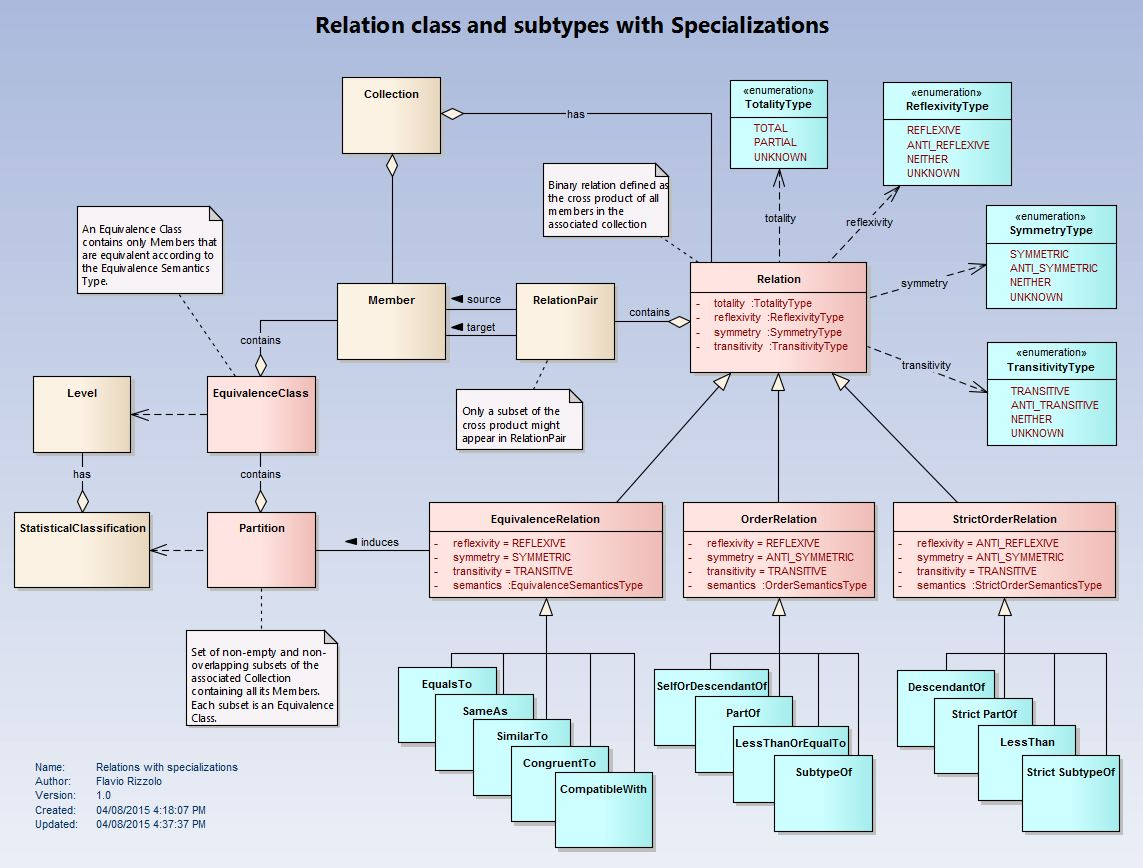 Relation class and subtypes with Specializations
Collection
has
«enumeration»
TotalityType
TOTAL
PARTIAL
UNKNOWN
«enumeration»
ReflexivityType
REFLEXIVE
ANTI_REFLEXIVE
NEITHER
UNKNOWN
Binary relation defined as
the cross product of all
members in the
associated collection
totality
reflexivity
«enumeration»
SymmetryType
SYMMETRIC
ANTI_SYMMETRIC
NEITHER
UNKNOWN
An Equivalence Class
contains only Members that
are equivalent according to
the Equivalence Semantics
Type.
symmetry
Member
source
target
RelationPair
contains
Relation
- totality :TotalityType
- reflexivity :ReflexivityType
- symmetry :SymmetryType
- transitivity :TransitivityType
transitivity
«enumeration»
TransitivityType
TRANSITIVE
ANTI_TRANSITIVE
NEITHER
UNKNOWN
contains
Level
EquivalenceClass
Only a subset of the
cross product might
appear in RelationPair
has
contains
StatisticalClassification
Partition
induces
EquivalenceRelation
- reflexivity = REFLEXIVE
- symmetry = SYMMETRIC
- transitivity = TRANSITIVE
- semantics :EquivalenceSemanticsType
OrderRelation
- reflexivity = REFLEXIVE
- symmetry = ANTI_SYMMETRIC
- transitivity = TRANSITIVE
- semantics :OrderSemanticsType
StrictOrderRelation
- reflexivity = ANTI_REFLEXIVE
- symmetry = ANTI_SYMMETRIC
- transitivity = TRANSITIVE
- semantics :StrictOrderSemanticsType
Set of non-empty and non-
overlapping subsets of the
associated Collection
containing all its Members.
Each subset is an Equivalence
Class.
EqualsTo
SameAs
SimilarTo
CongruentTo
CompatibleWith
SelfOrDescendantOf
PartOf
LessThanOrEqualTo
SubtypeOf
DescendantOf
Strict PartOf
LessThan
Strict SubtypeOf
Name: Relations with specializations
Author: Flavio Rizzolo
Version: 1.0
Created: 04/08/2015 4:18:07 PM
Updated: 04/08/2015 4:37:37 PM